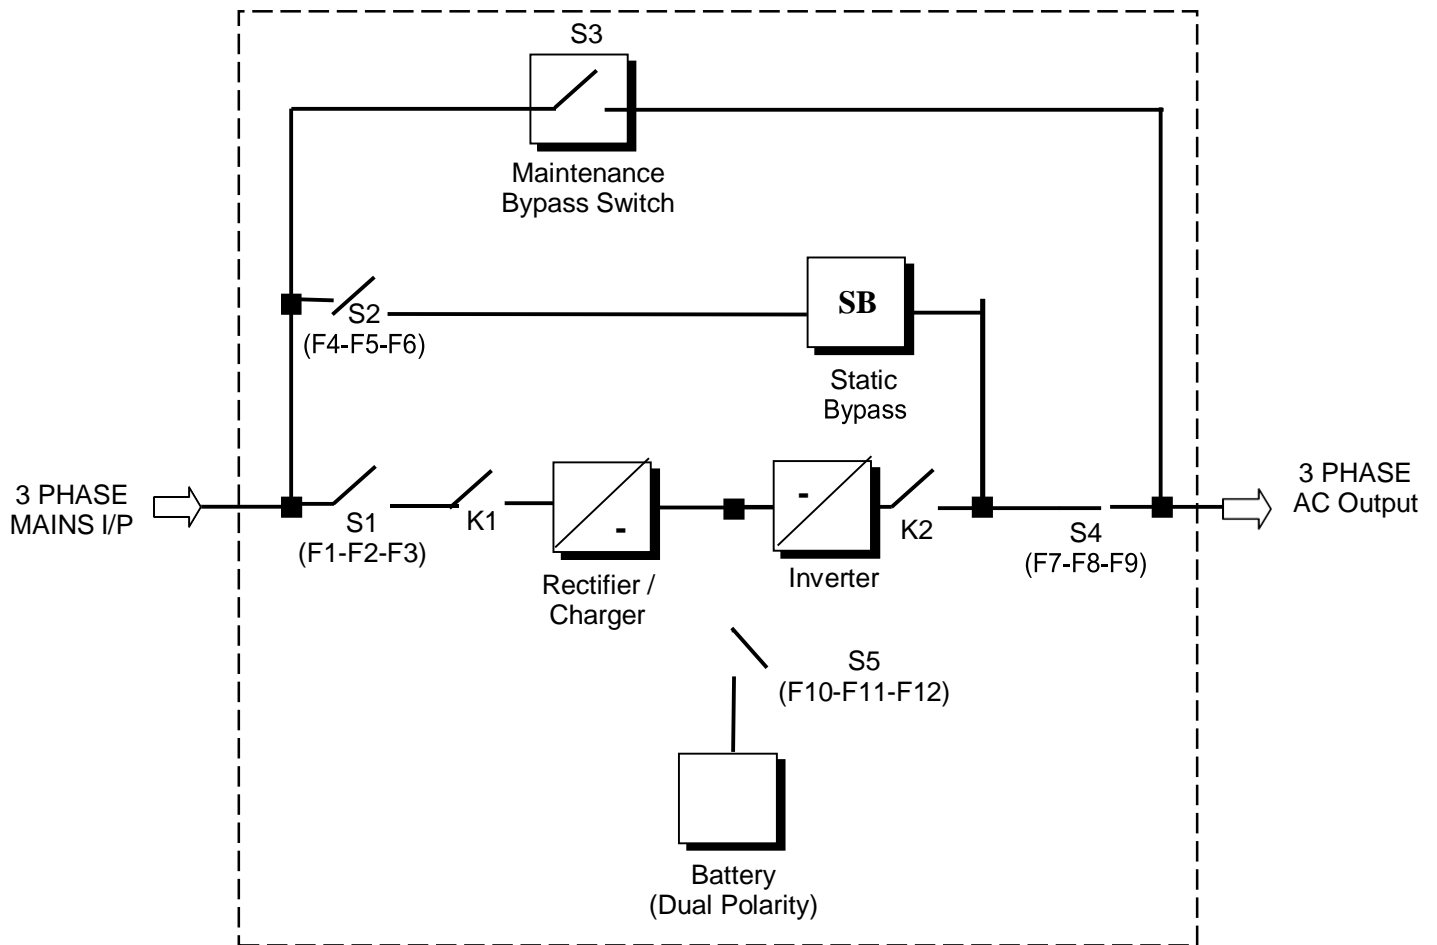 S3
Maintenance
Bypass Switch
S2
(F4-F5-F6)
SB
Static
Bypass
3 PHASE
MAINS I/P
S1
(F1-F2-F3)
K1
-
Rectifier /
Charger
-
Inverter
K2
S4
(F7-F8-F9)
3 PHASE
AC Output
S5
(F10-F11-F12)
Battery
(Dual Polarity)